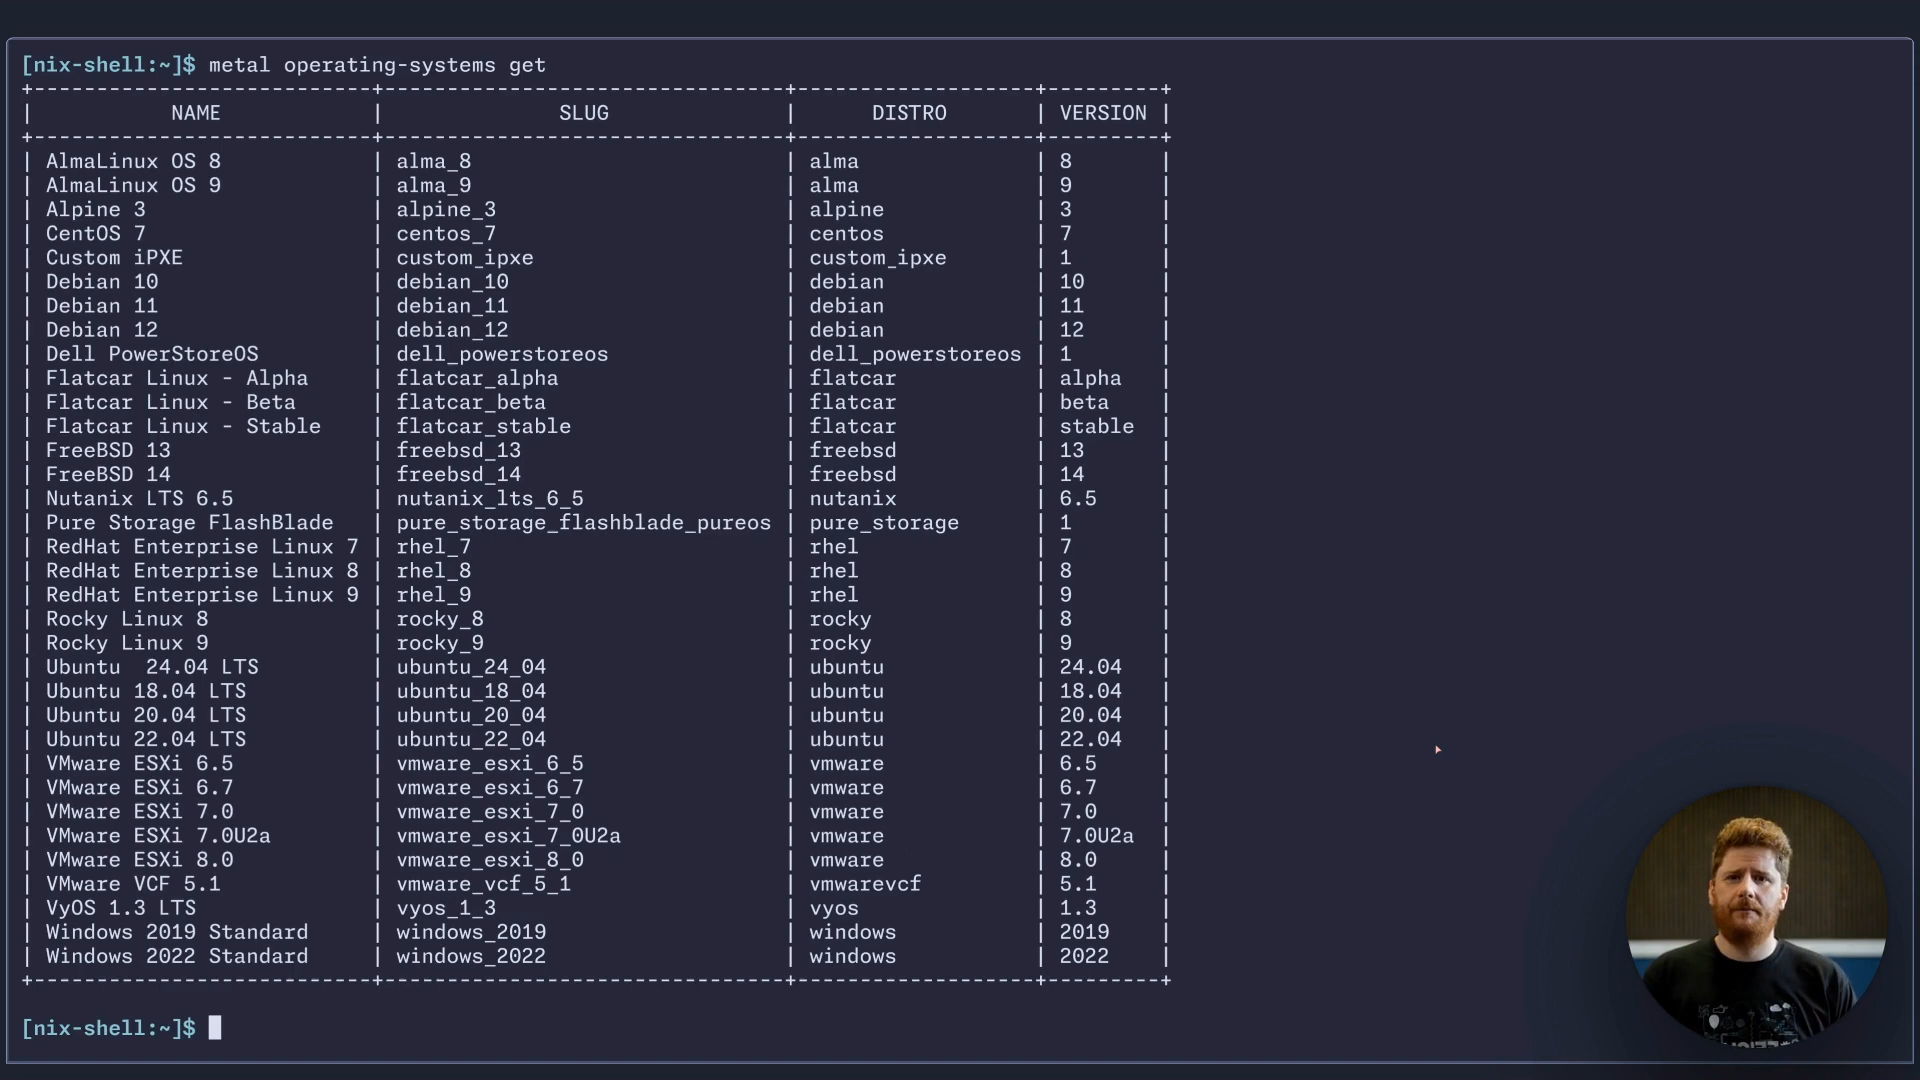 [nix-shell:~]$ metal operating-systems get
+---------------------------+--------------------------------+-------------------+---------+
|           NAME            |              SLUG              |      DISTRO       | VERSION |
+---------------------------+--------------------------------+-------------------+---------+
| AlmaLinux OS 8            | alma_8                         | alma              | 8       |
| AlmaLinux OS 9            | alma_9                         | alma              | 9       |
| Alpine 3                  | alpine_3                       | alpine            | 3       |
| CentOS 7                  | centos_7                       | centos            | 7       |
| Custom iPXE               | custom_ipxe                    | custom_ipxe       | 1       |
| Debian 10                 | debian_10                      | debian            | 10      |
| Debian 11                 | debian_11                      | debian            | 11      |
| Debian 12                 | debian_12                      | debian            | 12      |
| Dell PowerStoreOS         | dell_powerstoreos              | dell_powerstoreos | 1       |
| Flatcar Linux - Alpha     | flatcar_alpha                  | flatcar           | alpha   |
| Flatcar Linux - Beta      | flatcar_beta                   | flatcar           | beta    |
| Flatcar Linux - Stable    | flatcar_stable                 | flatcar           | stable  |
| FreeBSD 13                | freebsd_13                     | freebsd           | 13      |
| FreeBSD 14                | freebsd_14                     | freebsd           | 14      |
| Nutanix LTS 6.5           | nutanix_lts_6_5                | nutanix           | 6.5     |
| Pure Storage FlashBlade   | pure_storage_flashblade_pureos | pure_storage      | 1       |
| RedHat Enterprise Linux 7 | rhel_7                         | rhel              | 7       |
| RedHat Enterprise Linux 8 | rhel_8                         | rhel              | 8       |
| RedHat Enterprise Linux 9 | rhel_9                         | rhel              | 9       |
| Rocky Linux 8             | rocky_8                        | rocky             | 8       |
| Rocky Linux 9             | rocky_9                        | rocky             | 9       |
| Ubuntu  24.04 LTS         | ubuntu_24_04                   | ubuntu            | 24.04   |
| Ubuntu 18.04 LTS          | ubuntu_18_04                   | ubuntu            | 18.04   |
| Ubuntu 20.04 LTS          | ubuntu_20_04                   | ubuntu            | 20.04   |
| Ubuntu 22.04 LTS          | ubuntu_22_04                   | ubuntu            | 22.04   |
| VMware ESXi 6.5           | vmware_esxi_6_5                | vmware            | 6.5     |
| VMware ESXi 6.7           | vmware_esxi_6_7                | vmware            | 6.7     |
| VMware ESXi 7.0           | vmware_esxi_7_0                | vmware            | 7.0     |
| VMware ESXi 7.0U2a        | vmware_esxi_7_0U2a             | vmware            | 7.0U2a  |
| VMware ESXi 8.0           | vmware_esxi_8_0                | vmware            | 8.0     |
| VMware VCF 5.1            | vmware_vcf_5_1                 | vmwarevcf         | 5.1     |
| VyOS 1.3 LTS              | vyos_1_3                       | vyos              | 1.3     |
| Windows 2019 Standard     | windows_2019                   | windows           | 2019    |
| Windows 2022 Standard     | windows_2022                   | windows           | 2022    |
+---------------------------+--------------------------------+-------------------+---------+
[nix-shell:~]$